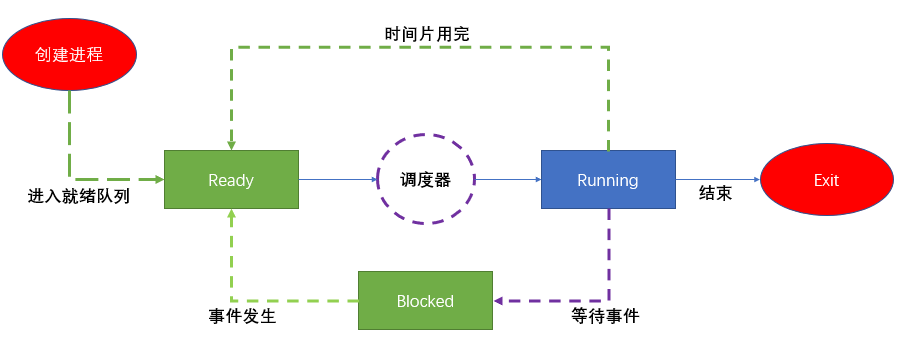 创建进程
时间片用完
进入就绪队列
Ready
调度器
Running
结束
Exit
事件发生
Blocked
等待事件